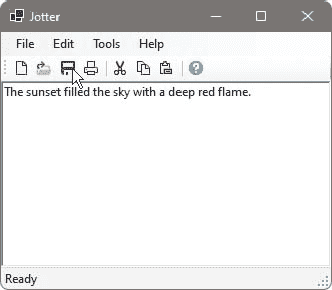 Jotter
File Edit Tools Help
The sunset filled the sky with a deep red flame.
Ready